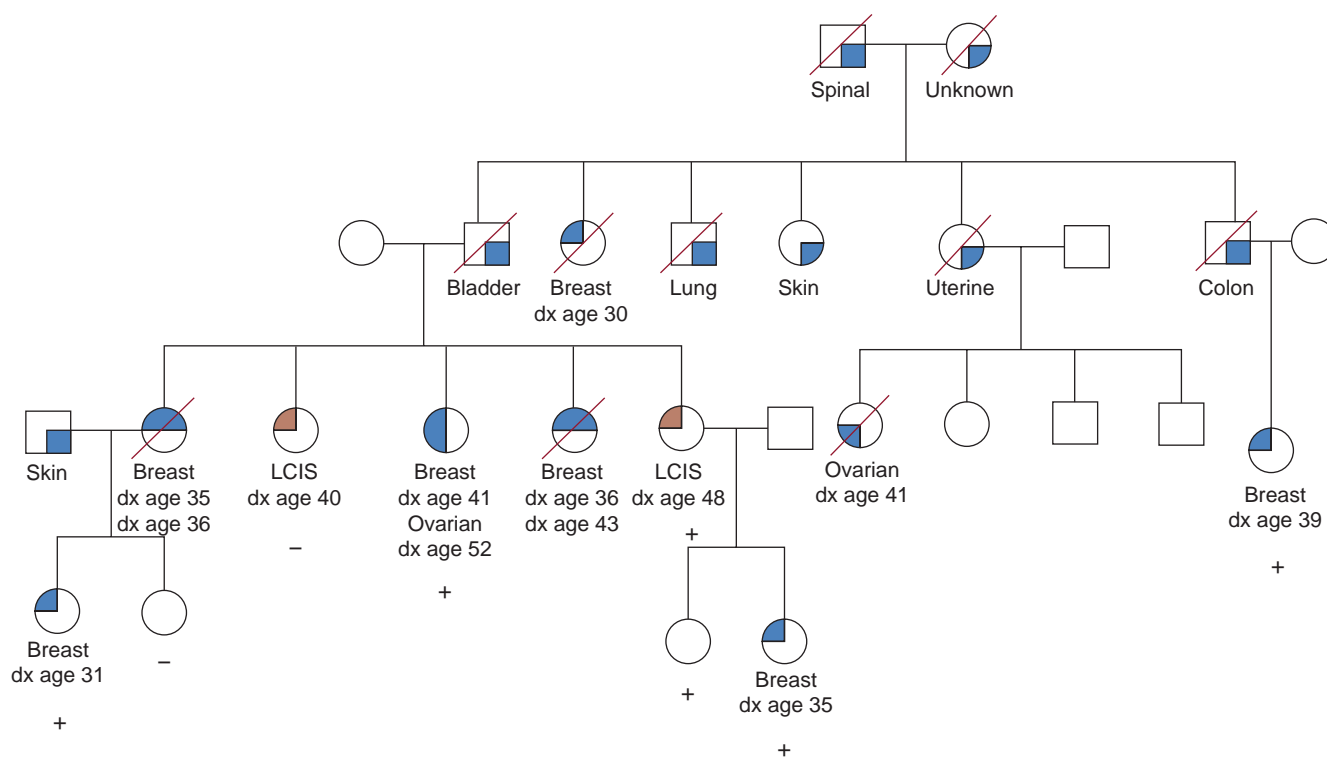 Spinal
Unknown
Bladder
Breast
dx age 30
Lung
Skin
Uterine
Colon
Skin
Breast
dx age 35
dx age 36
LCIS
dx age 40
–
Breast
dx age 41
Ovarian
dx age 52
+
Breast
dx age 36
dx age 43
LCIS
dx age 48
+
Ovarian
dx age 41
Breast
dx age 39
+
Breast
dx age 31
+
–
+
Breast
dx age 35
+